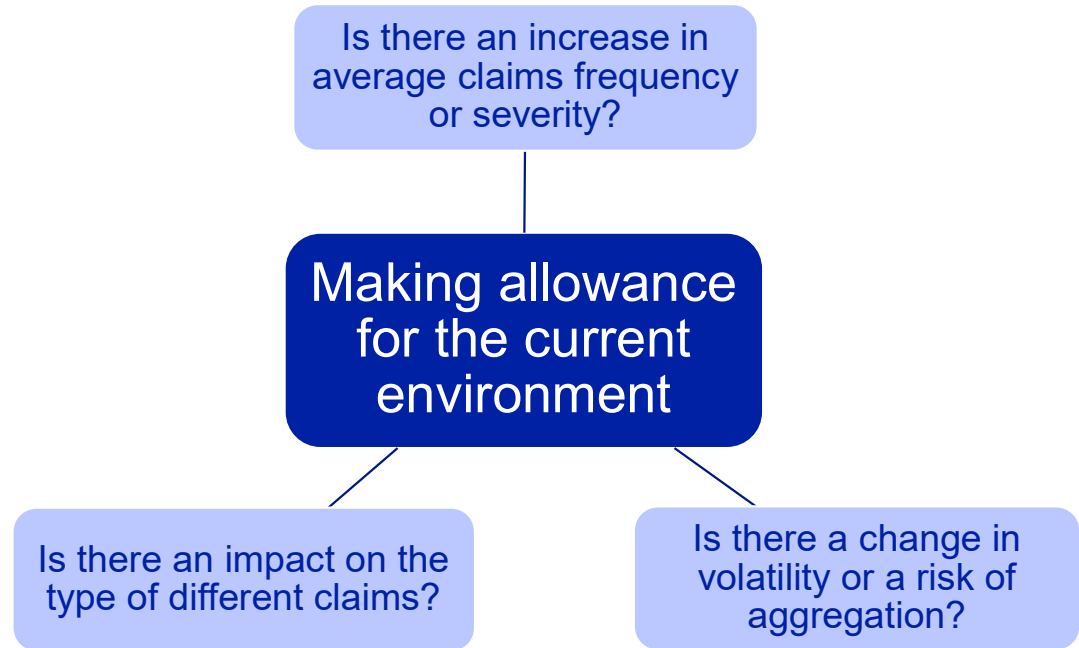 Is there an increase in
average claims frequency
or severity?
Making allowance
for the current
environment
Is there an impact on the
type of different claims?
Is there a change in
volatility or a risk of
aggregation?